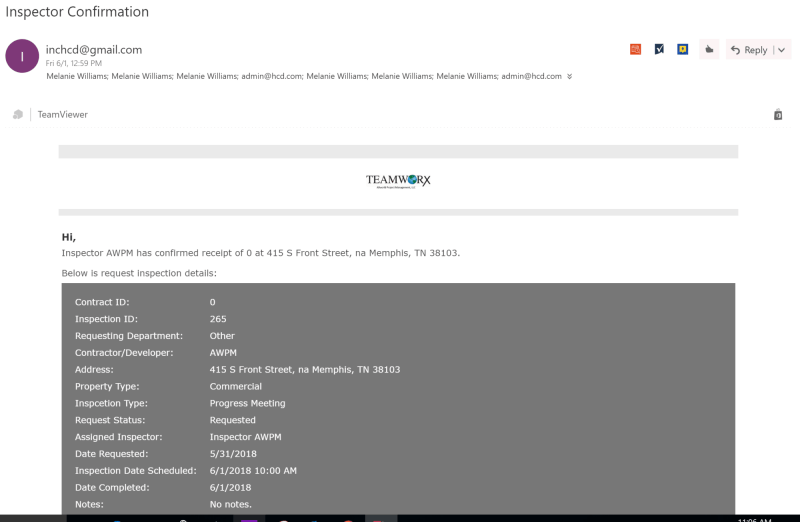 Inspector Confirmation
I
inchcd@gmail.com
Fri 6/1, 12:59 PM
Reply
Melanie Williams; Melanie Williams; Melanie Williams; admin@hcd.com; Melanie Williams; Melanie Williams; Melanie Williams; admin@hcd.com
TeamViewer
TEAMWORX
Hi,
Inspector AWPM has confirmed receipt of 0 at 415 S Front Street, na Memphis, TN 38103.
Below is request inspection details:
Contract ID: 0
Inspection ID: 265
Requesting Department: Other
Contractor/Developer: AWPM
Address: 415 S Front Street, na Memphis, TN 38103
Property Type: Commercial
Inspcetion Type: Progress Meeting
Request Status: Requested
Assigned Inspector: Inspector AWPM
Date Requested: 5/31/2018
Inspection Date Scheduled: 6/1/2018 10:00 AM
Date Completed: 6/1/2018
Notes: No notes.
11:06 AM